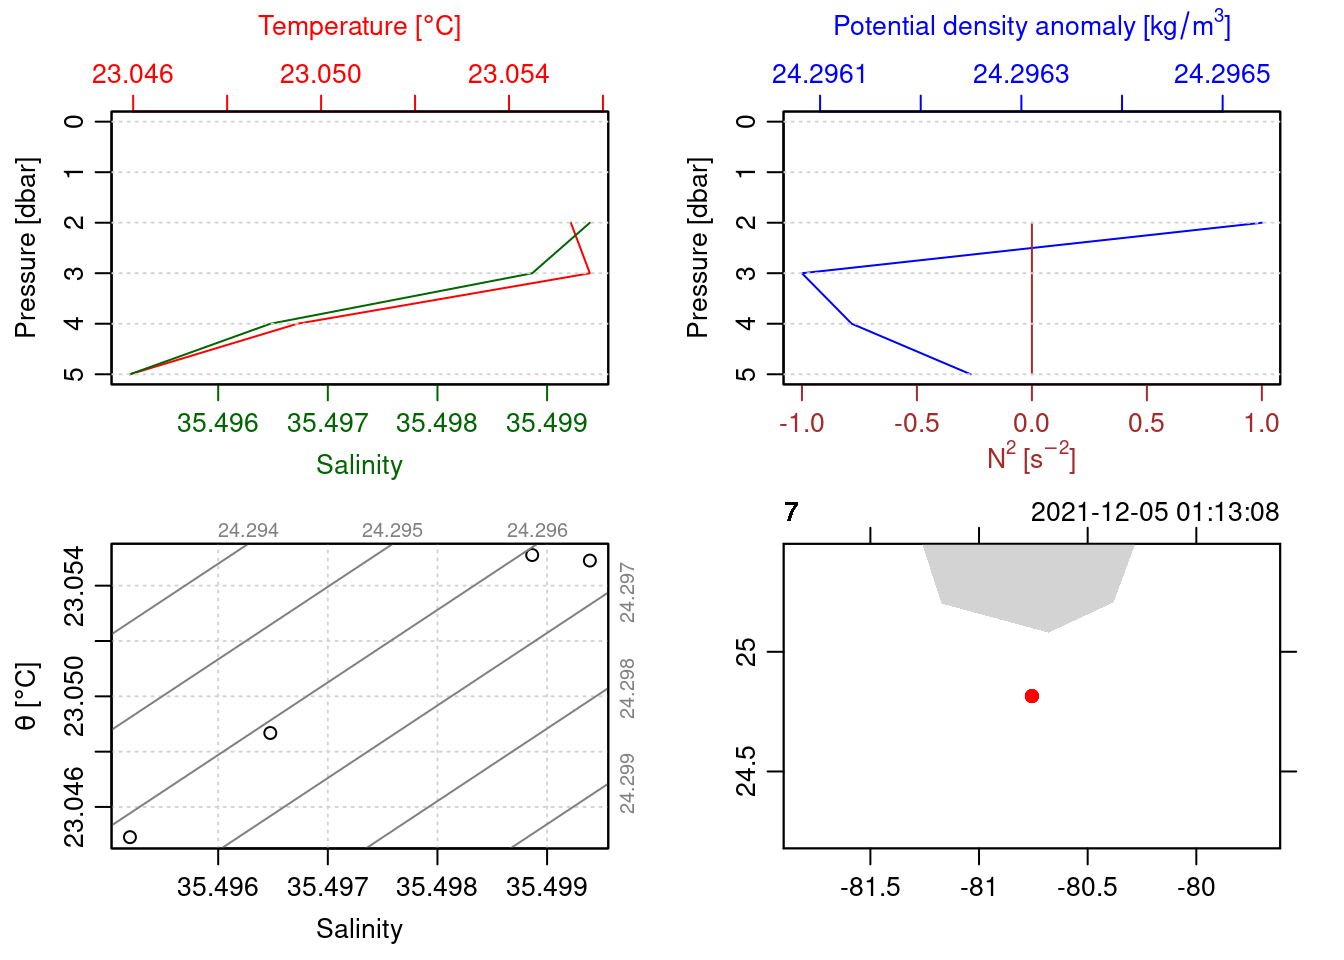 Temperature [°C]
23.046 23.050 23.054
0
1
2
3
4
5
Pressure [dbar]
35.496 35.497 35.498 35.499
Salinity
Potential density anomaly [kg/m³]
24.2961 24.2963 24.2965
0
1
2
3
4
5
Pressure [dbar]
-1.0 -0.5 0.0 0.5 1.0
N² [s⁻²]
24.294 24.295 24.296
24.297
24.298
24.299
23.054
23.050
23.046
θ [°C]
35.496 35.497 35.498 35.499
Salinity
7 2021-12-05 01:13:08
25
24.5
-81.5 -81 -80.5 -80